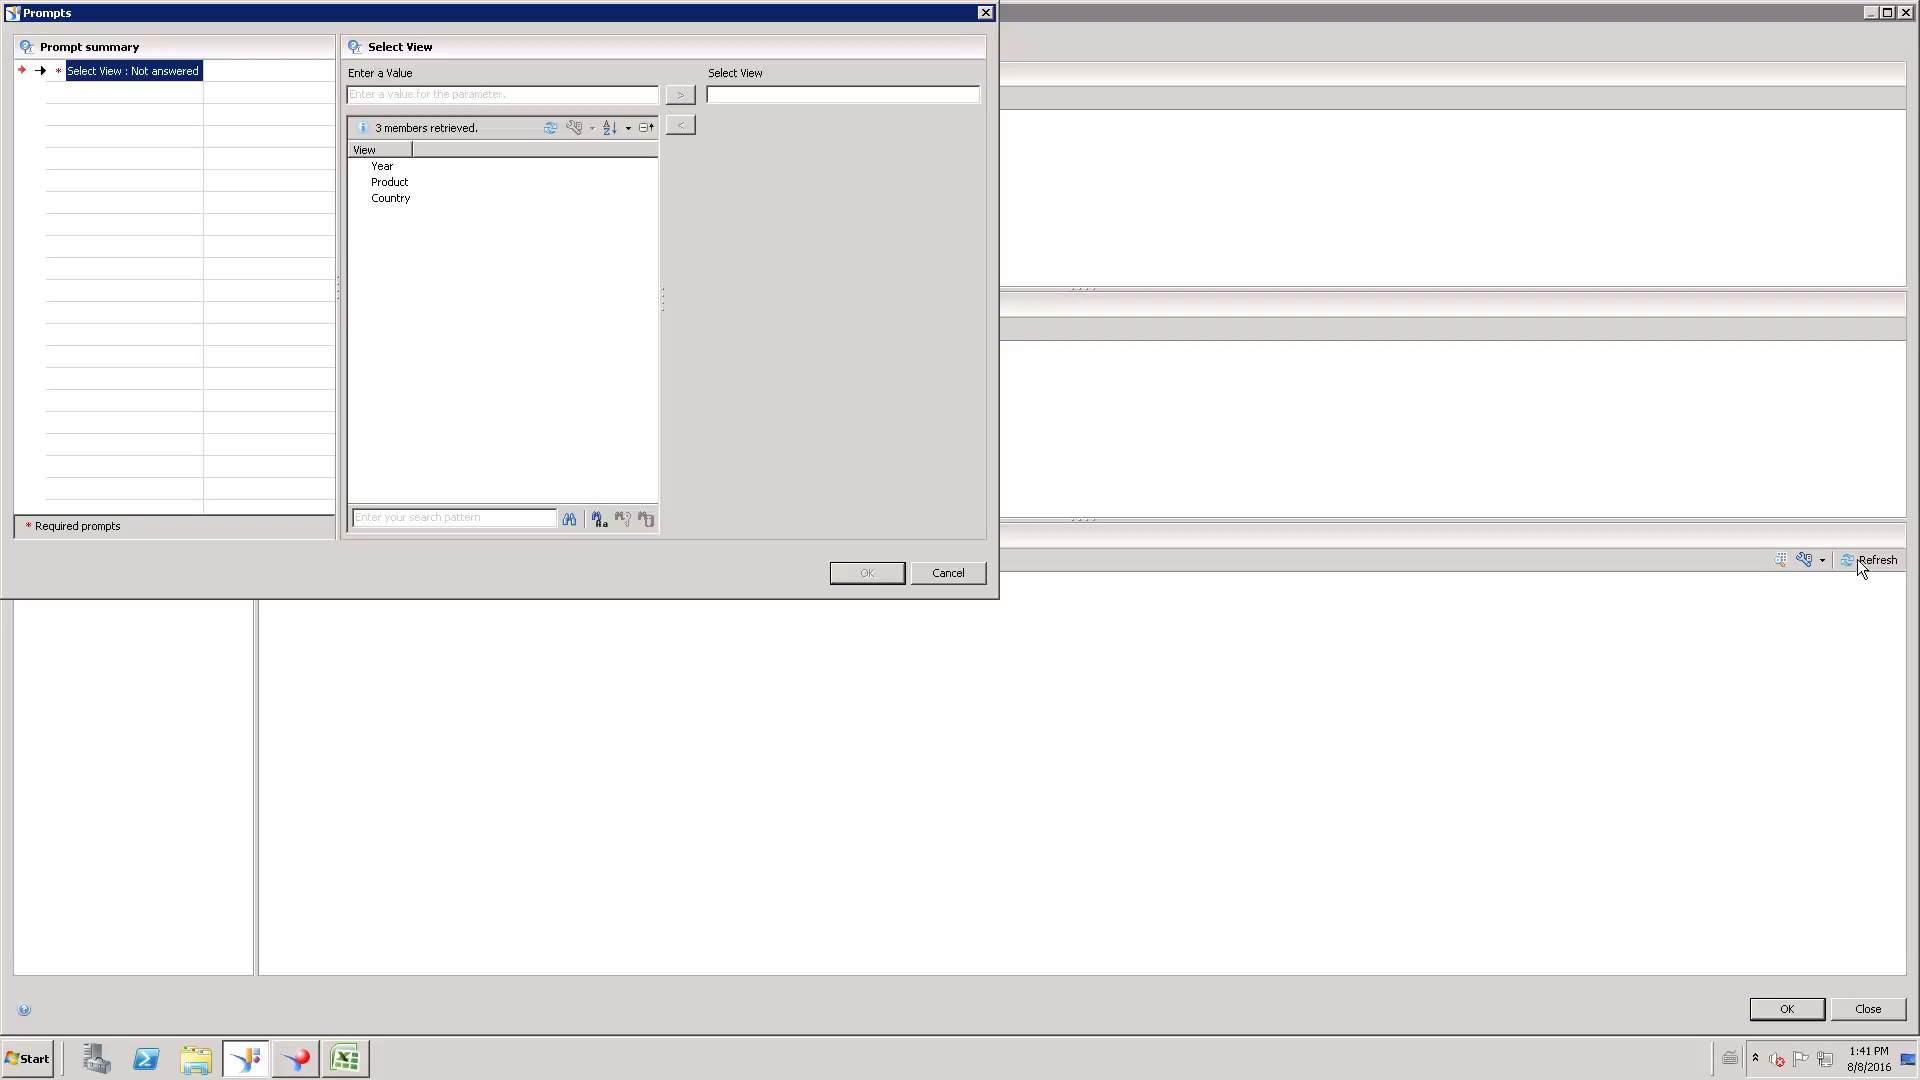 Prompts
Prompt summary
* Select View : Not answered
* Required prompts
Select View
Enter a Value
Enter a value for the parameter.
>
<
Select View
3 members retrieved.
View
Year
Product
Country
Enter your search pattern
OK
Cancel
Refresh
OK
Close
Start
1:41 PM
8/8/2016